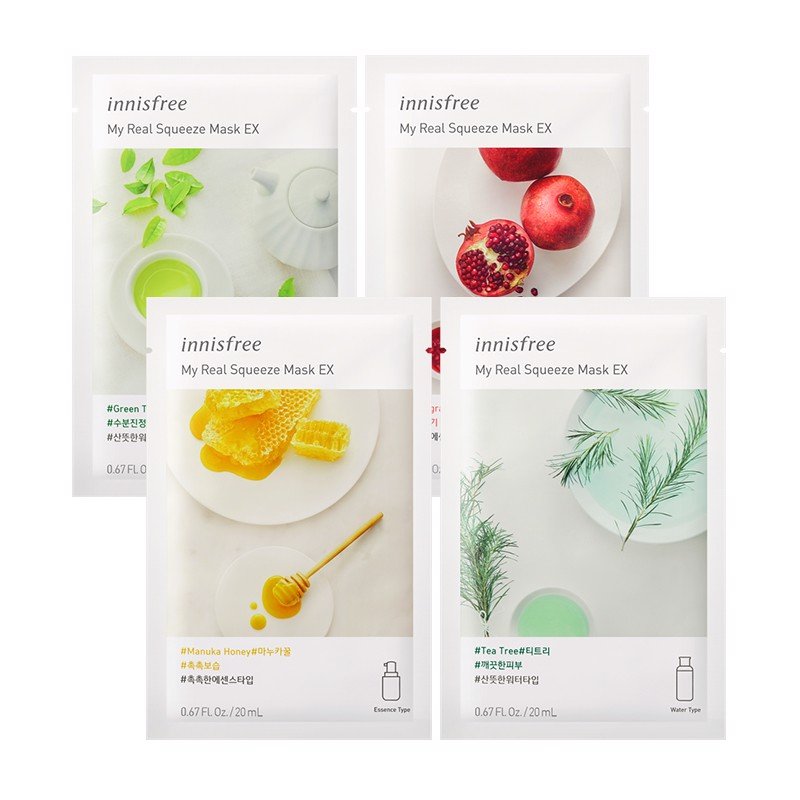 innisfree
My Real Squeeze Mask EX
#Green T
#수분진정
#산뜻한워
0.67 FL. O
innisfree
My Real Squeeze Mask EX
innisfree
My Real Squeeze Mask EX
#Manuka Honey#마누카꿀
#촉촉보습
#촉촉한에센스타입
0.67 FL. Oz. / 20 mL
Essence Type
innisfree
My Real Squeeze Mask EX
#Tea Tree#티트리
#깨끗한피부
#산뜻한워터타입
0.67 FL. Oz. / 20 mL
Water Type